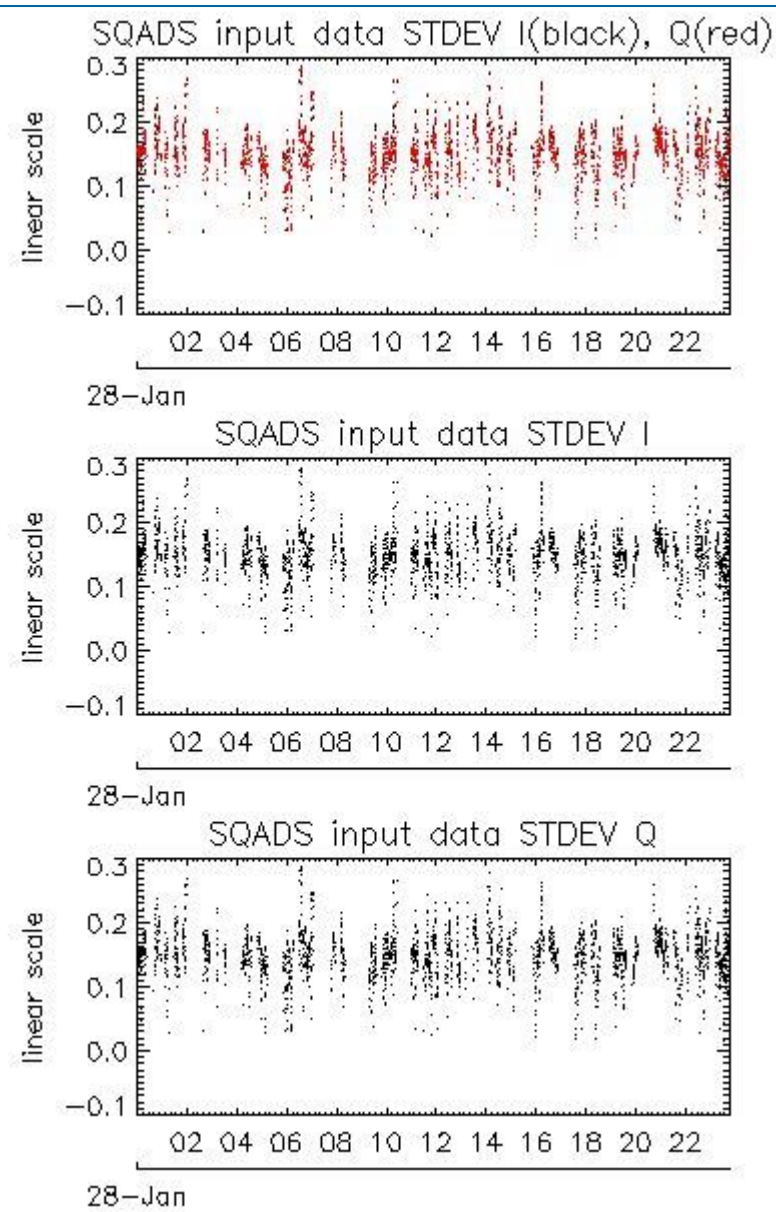 SQADS input data STDEV I(black), Q(red)
linear scale
0.3
0.2
0.1
0.0
−0.1
02 04 06 08 10 12 14 16 18 20 22
28−Jan
SQADS input data STDEV I
linear scale
0.3
0.2
0.1
0.0
−0.1
02 04 06 08 10 12 14 16 18 20 22
28−Jan
SQADS input data STDEV Q
linear scale
0.3
0.2
0.1
0.0
−0.1
02 04 06 08 10 12 14 16 18 20 22
28−Jan